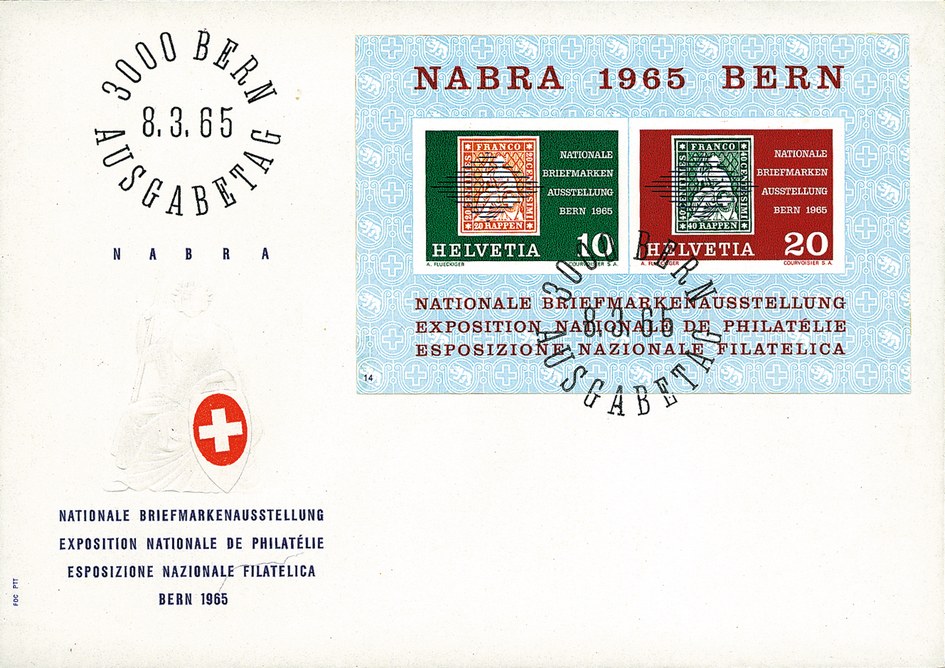 3000 BERN
8.3.65
AUSGABETAG
NABRA
NATIONALE BRIEFMARKENAUSSTELLUNG
EXPOSITION NATIONALE DE PHILATÉLIE
ESPOSIZIONE NAZIONALE FILATELICA
BERN 1965
FDC PTT
NABRA 1965 BERN
FRANCO
20 RAPPEN
NATIONALE
BRIEFMARKEN
AUSSTELLUNG
BERN 1965
HELVETIA 10
A. FLUECKIGER COURVOISIER S.A.
FRANCO
40 CENTESIMI
40 RAPPEN
NATIONALE
BRIEFMARKEN
AUSSTELLUNG
BERN 1965
HELVETIA 20
A. FLUECKIGER COURVOISIER S.A.
NATIONALE BRIEFMARKENAUSSTELLUNG
EXPOSITION NATIONALE DE PHILATÉLIE
ESPOSIZIONE NAZIONALE FILATELICA
14
3000 BERN
8.3.65
AUSGABETAG